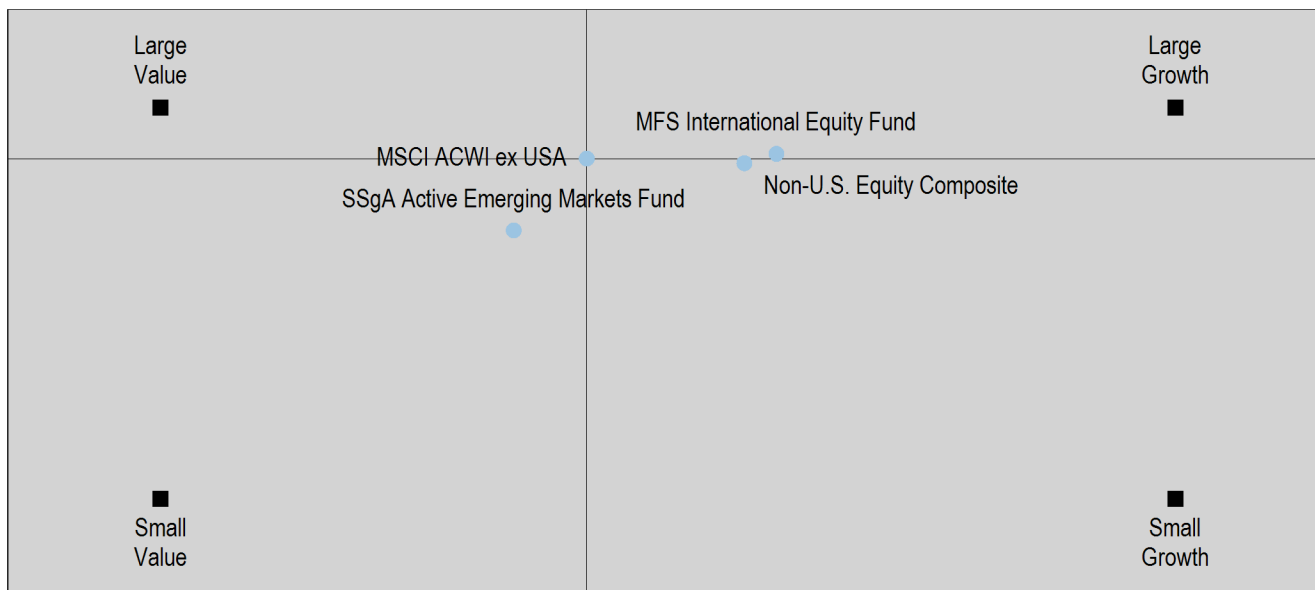 Large
Value
Large
Growth
MFS International Equity Fund
MSCI ACWI ex USA
Non-U.S. Equity Composite
SSgA Active Emerging Markets Fund
Small
Value
Small
Growth